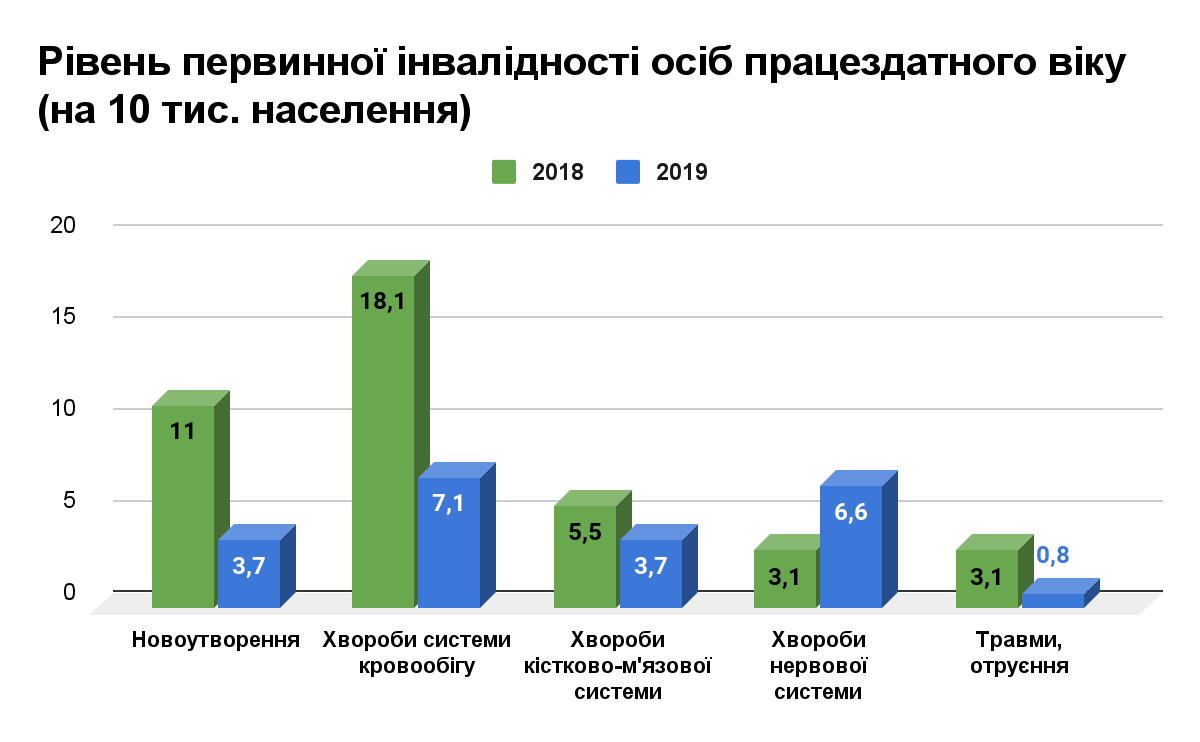 Рівень первинної інвалідності осіб працездатного віку
(на 10 тис. населення)
2018 2019
20
15
10
5
0
11
3,7
18,1
7,1
5,5
3,7
3,1
6,6
3,1
0,8
Новоутворення
Хвороби системи
кровообігу
Хвороби
кістково-м'язової
системи
Хвороби
нервової
системи
Травми,
отруєння